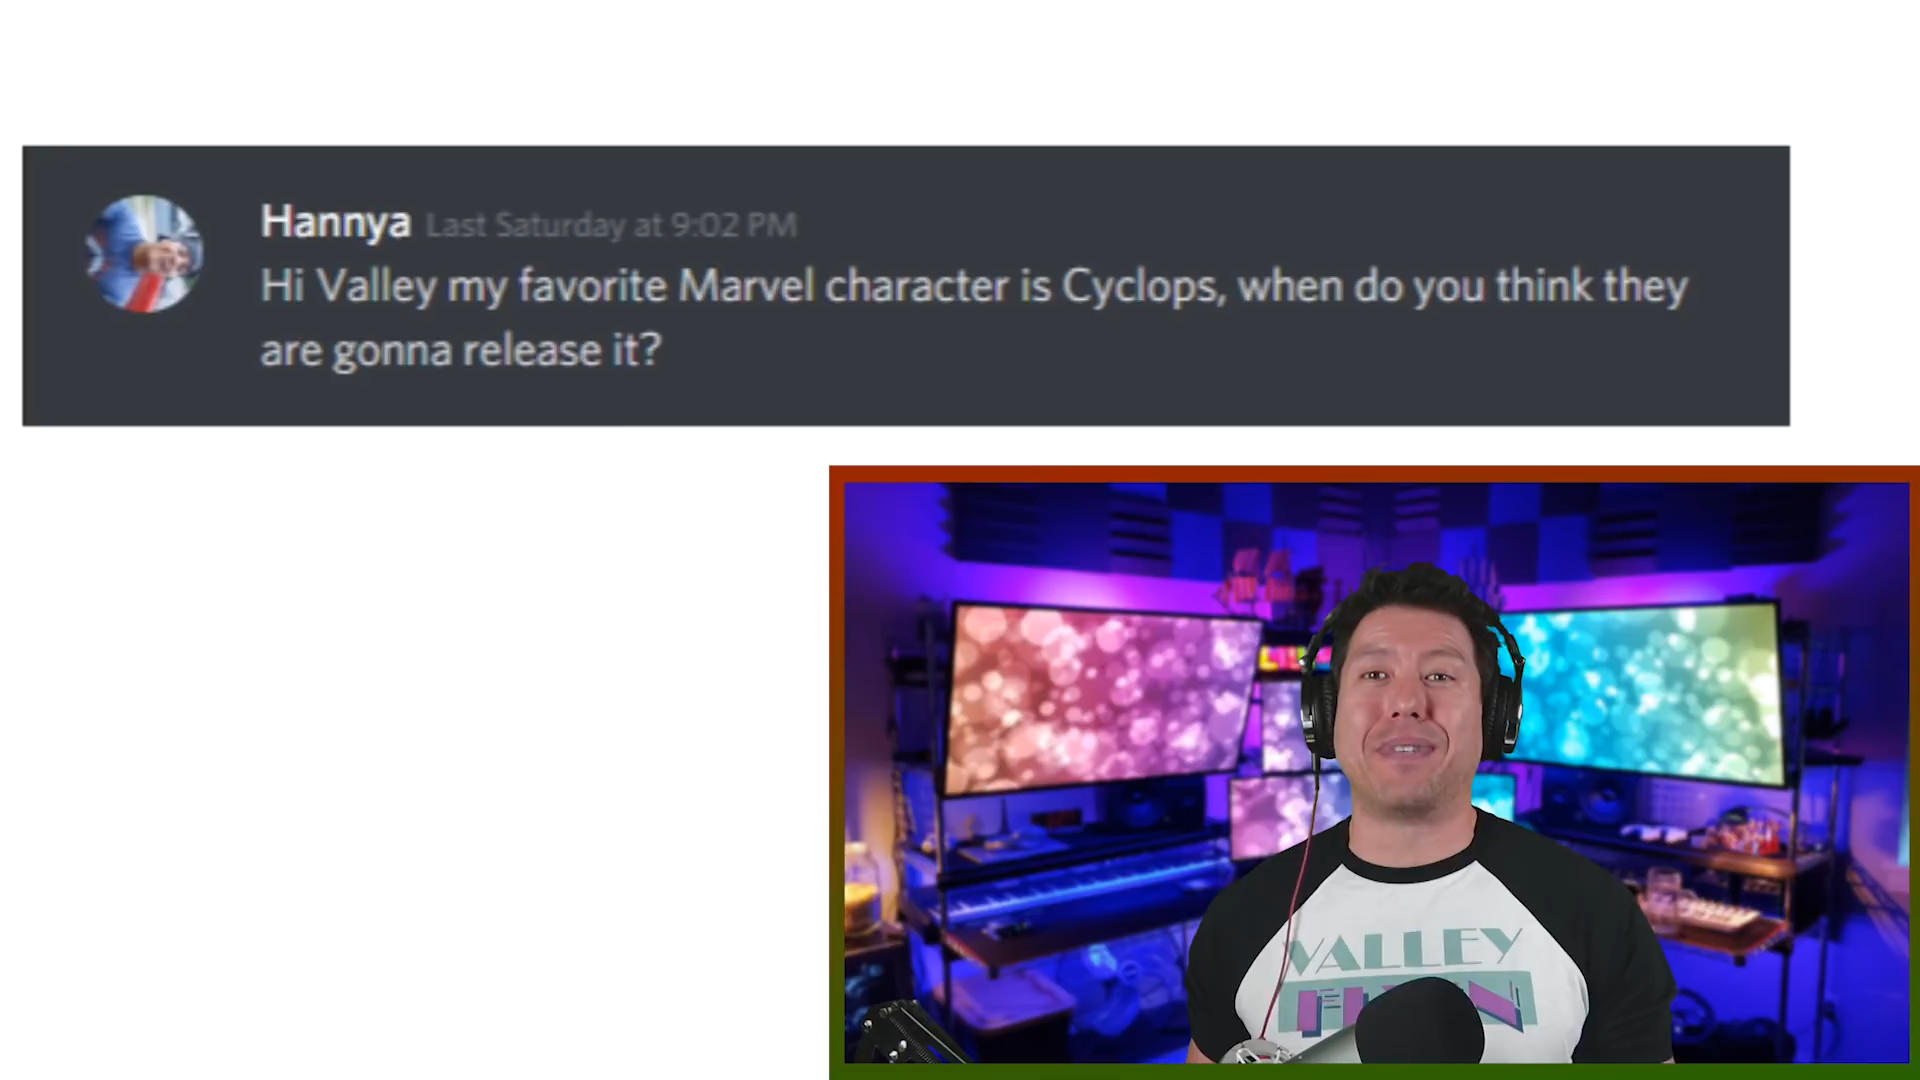 Hannya Last Saturday at 9:02 PM
Hi Valley my favorite Marvel character is Cyclops, when do you think they
are gonna release it?
VALLEY